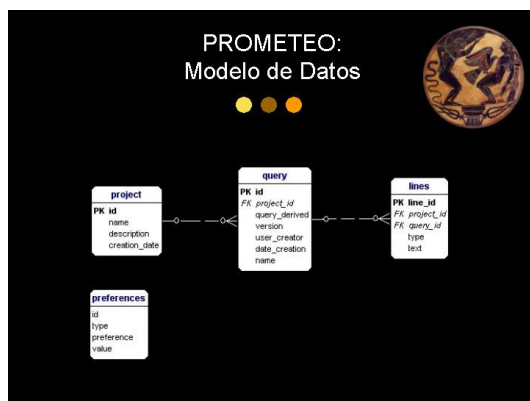 PROMETEO:
Modelo de Datos
project
PK id
name
description
creation_date
query
PK id
FK project_id
query_derived
version
user_creator
date_creation
name
lines
PK line_id
FK project_id
FK query_id
type
text
preferences
id
type
preference
value